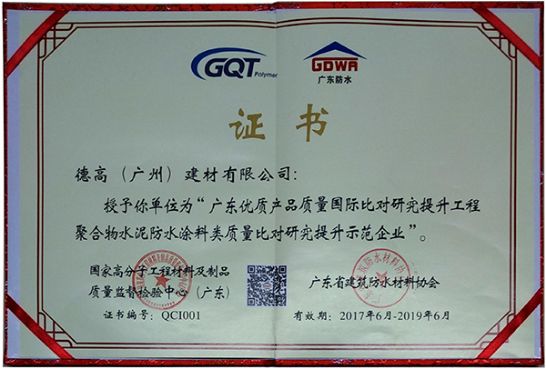 GQT Polymer
GDWA
广东防水
证书
德高（广州）建材有限公司：
授予你单位为“广东优质产品质量国际比对研究提升工程
聚合物水泥防水涂料类质量比对研究提升示范企业”。
国家高分子工程材料及制品
质量监督检验中心（广东）
广东省建筑防水材料协会
证书编号：QCI001
有效期：2017年6月-2019年6月